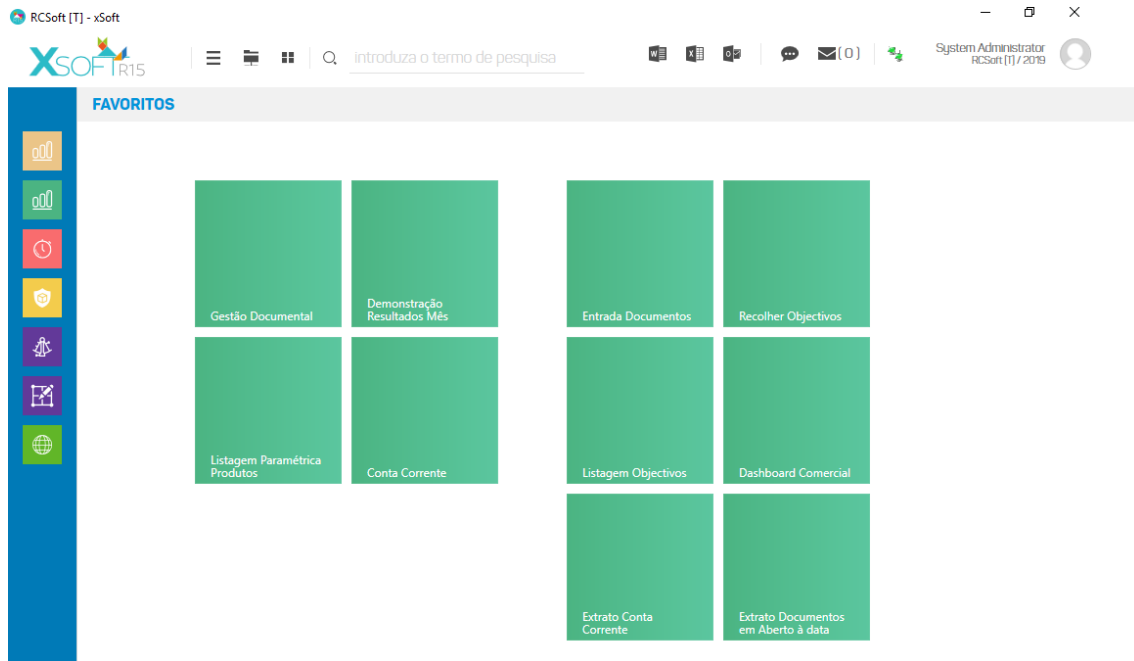 RCSoft [T] - xSoft
XSOFT R15
introduza o termo de pesquisa
(0)
System Administrator
RCSoft [T] / 2019
FAVORITOS
Gestão Documental
Demonstração
Resultados Mês
Entrada Documentos
Recolher Objectivos
Listagem Paramétrica
Produtos
Conta Corrente
Listagem Objectivos
Dashboard Comercial
Extrato Conta
Corrente
Extrato Documentos
em Aberto à data